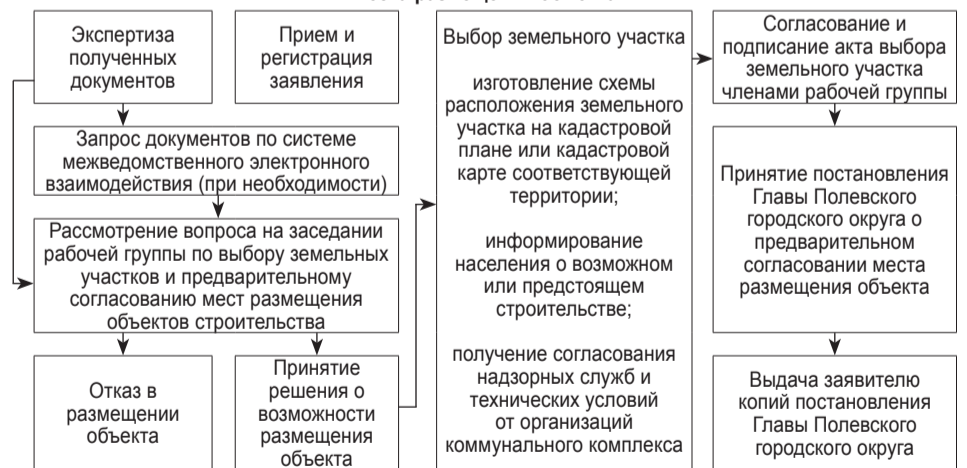 Экспертиза
полученных
документов
Прием и
регистрация
заявления
Запрос документов по системе
межведомственного электронного
взаимодействия (при необходимости)
Рассмотрение вопроса на заседании
рабочей группы по выбору земельных
участков и предварительному
согласованию мест размещения
объектов строительства
Отказ в
размещении
объекта
Принятие
решения о
возможности
размещения
объекта
Выбор земельного участка
изготовление схемы
расположения земельного
участка на кадастровой
плане или кадастровой
карте соответствующей
территории;
информирование
населения о возможном
или предстоящем
строительстве;
получение согласования
надзорных служб и
технических условий
от организаций
коммунального комплекса
Согласование и
подписание акта выбора
земельного участка
членами рабочей группы
Принятие постановления
Главы Полевского
городского округа о
предварительном
согласовании места
размещения объекта
Выдача заявителю
копий постановления
Главы Полевского
городского округа